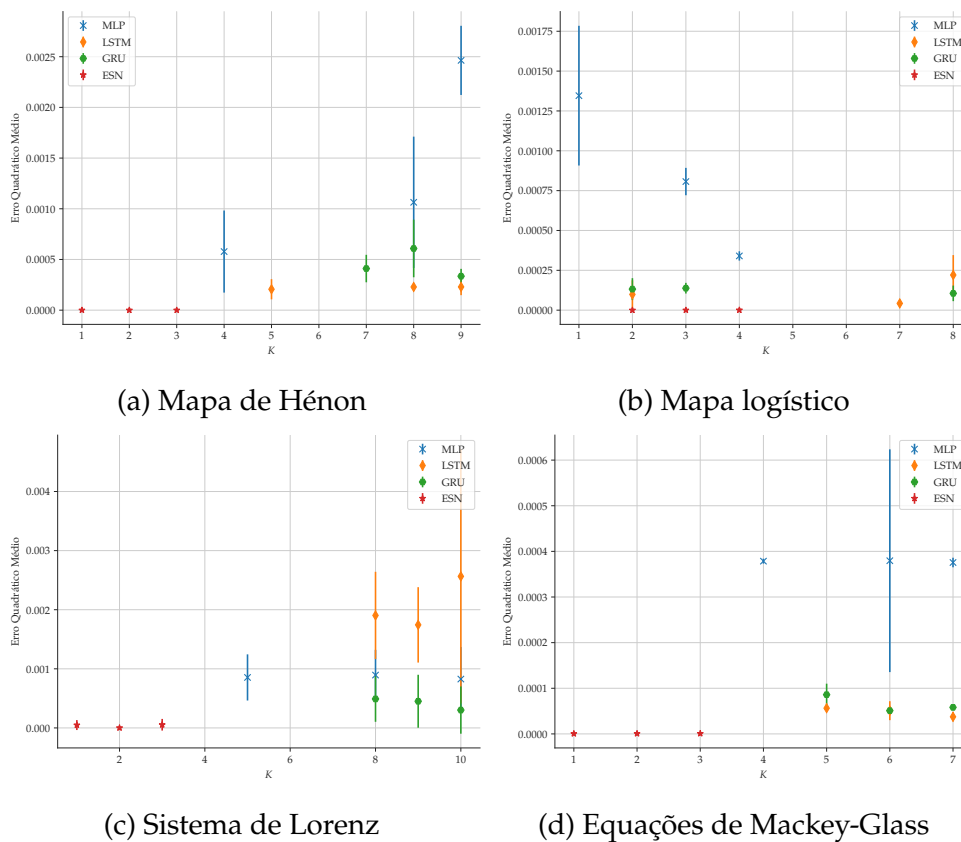 MLP
LSTM
GRU
ESN
0.0025
0.0020
0.0015
0.0010
0.0005
0.0000
Erro Quadrático Médio
1 2 3 4 5 6 7 8 9
K
(a) Mapa de Hénon
MLP
LSTM
GRU
ESN
0.00175
0.00150
0.00125
0.00100
0.00075
0.00050
0.00025
0.00000
Erro Quadrático Médio
1 2 3 4 5 6 7 8
K
(b) Mapa logístico
MLP
LSTM
GRU
ESN
0.004
0.003
0.002
0.001
0.000
Erro Quadrático Médio
2 4 6 8 10
K
(c) Sistema de Lorenz
MLP
LSTM
GRU
ESN
0.0006
0.0005
0.0004
0.0003
0.0002
0.0001
0.0000
Erro Quadrático Médio
1 2 3 4 5 6 7
K
(d) Equações de Mackey-Glass